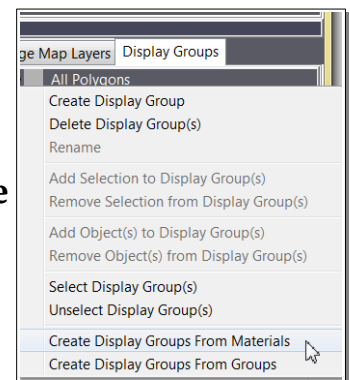 ge Map Layers Display Groups
All Polygons
Create Display Group
Delete Display Group(s)
Rename
Add Selection to Display Group(s)
e
Remove Selection from Display Group(s)
Add Object(s) to Display Group(s)
Remove Object(s) from Display Group(s)
Select Display Group(s)
Unselect Display Group(s)
Create Display Groups From Materials
Create Display Groups From Groups